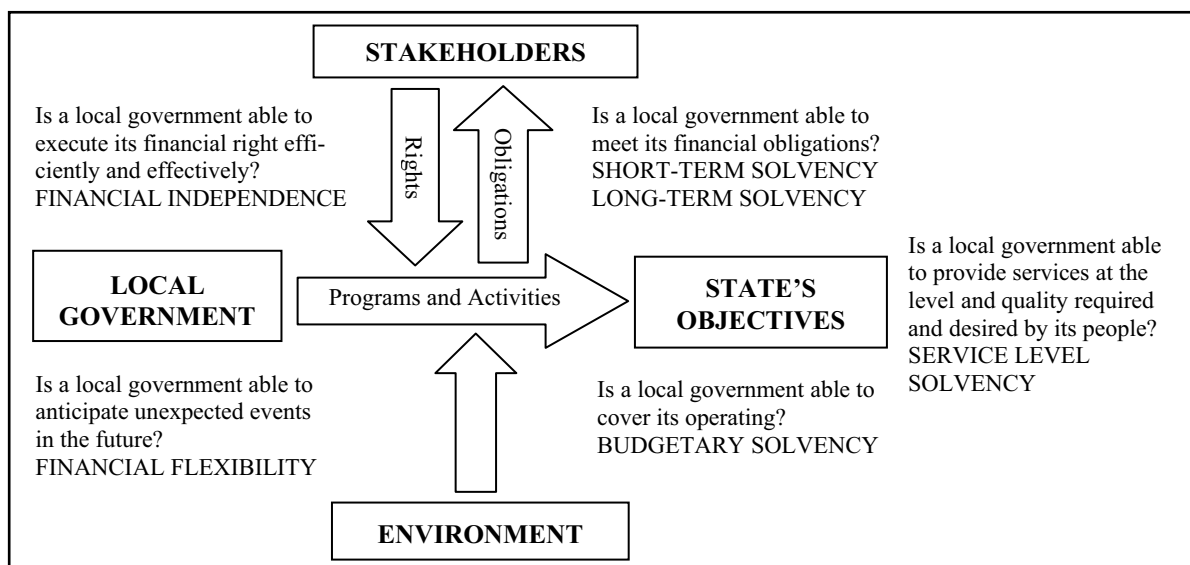 STAKEHOLDERS
Is a local government able to
execute its financial right effi-
ciently and effectively?
FINANCIAL INDEPENDENCE
Rights
Obligations
Is a local government able to
meet its financial obligations?
SHORT-TERM SOLVENCY
LONG-TERM SOLVENCY
LOCAL
GOVERNMENT
Programs and Activities
STATE’S
OBJECTIVES
Is a local government able
to provide services at the
level and quality required
and desired by its people?
SERVICE LEVEL
SOLVENCY
Is a local government able to
anticipate unexpected events
in the future?
FINANCIAL FLEXIBILITY
Is a local government able to
cover its operating?
BUDGETARY SOLVENCY
ENVIRONMENT